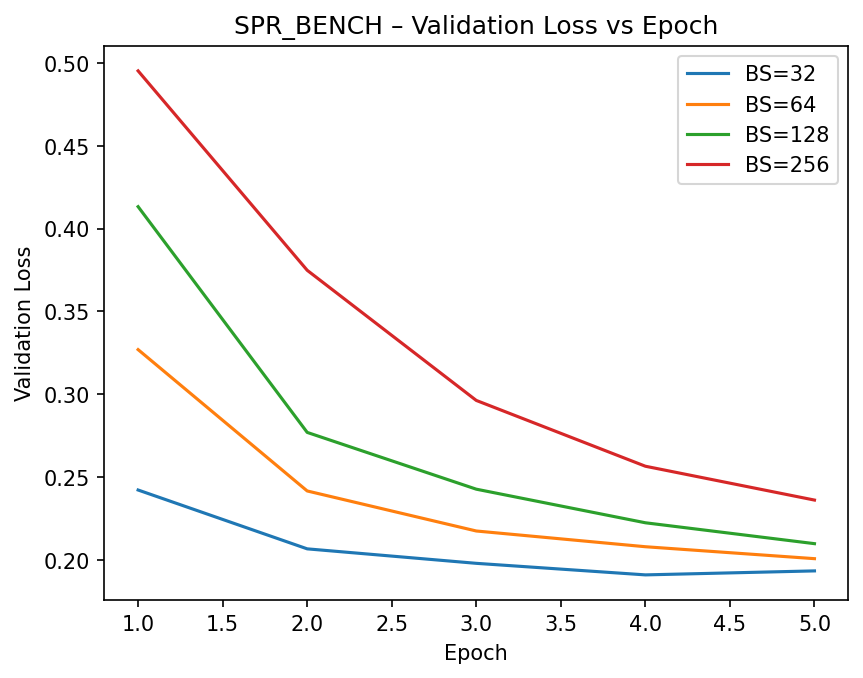 SPR_BENCH – Validation Loss vs Epoch
BS=32
BS=64
BS=128
BS=256
Validation Loss
0.50
0.45
0.40
0.35
0.30
0.25
0.20
1.0 1.5 2.0 2.5 3.0 3.5 4.0 4.5 5.0
Epoch